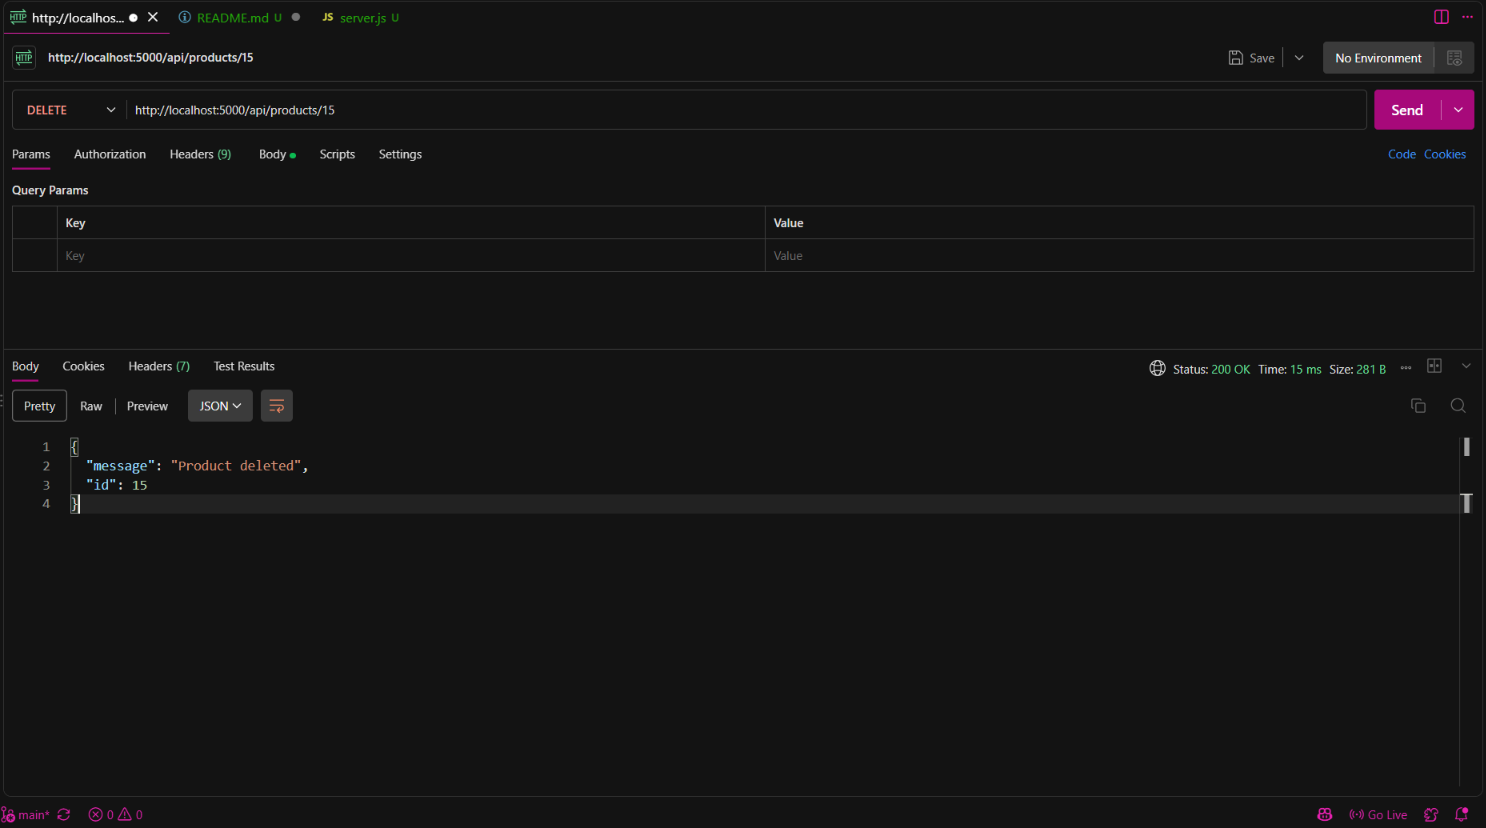 HTTP http://localhos... README.md U JS server.js U
HTTP http://localhost:5000/api/products/15 Save No Environment
DELETE http://localhost:5000/api/products/15 Send
Params Authorization Headers (9) Body Scripts Settings Code Cookies
Query Params
Key Value
Key Value
Body Cookies Headers (7) Test Results Status: 200 OK Time: 15 ms Size: 281 B
Pretty Raw Preview JSON
1 {
2 "message": "Product deleted",
3 "id": 15
4 }
main* 0 0 Go Live